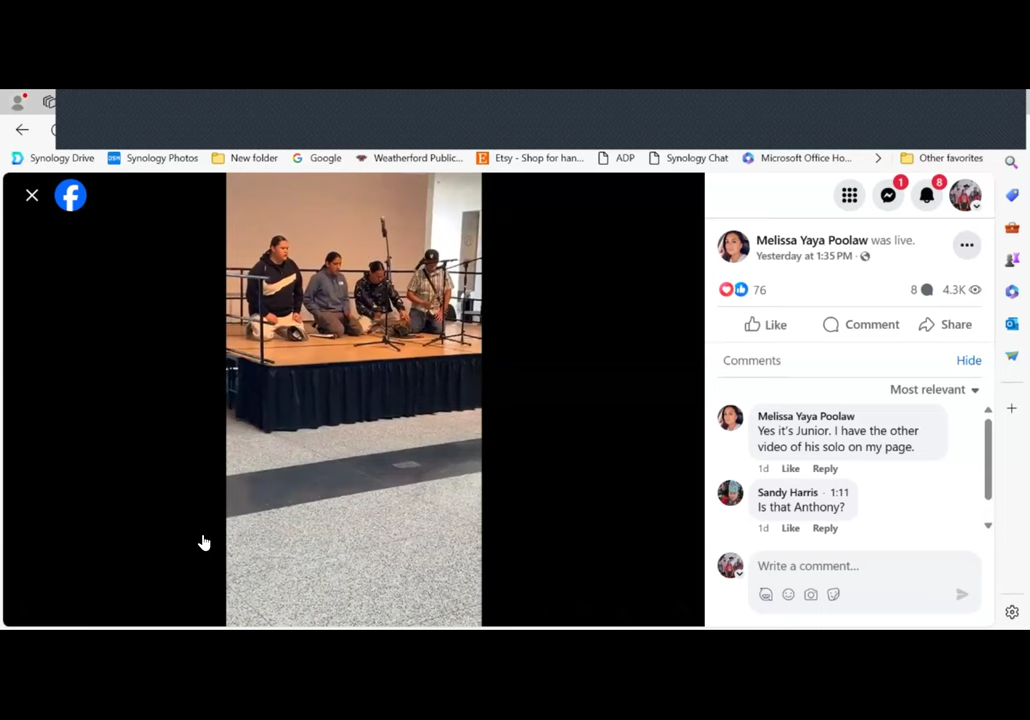 Synology Drive
DSM
Synology Photos
New folder
Google
Weatherford Public...
Etsy - Shop for han...
ADP
Synology Chat
Microsoft Office Ho...
Other favorites
1
8
Melissa Yaya Poolaw was live.
Yesterday at 1:35 PM ·
76
8
4.3K
Like
Comment
Share
Comments
Hide
Most relevant
Melissa Yaya Poolaw
Yes it's Junior. I have the other
video of his solo on my page.
1d Like Reply
Sandy Harris · 1:11
Is that Anthony?
1d Like Reply
Write a comment...